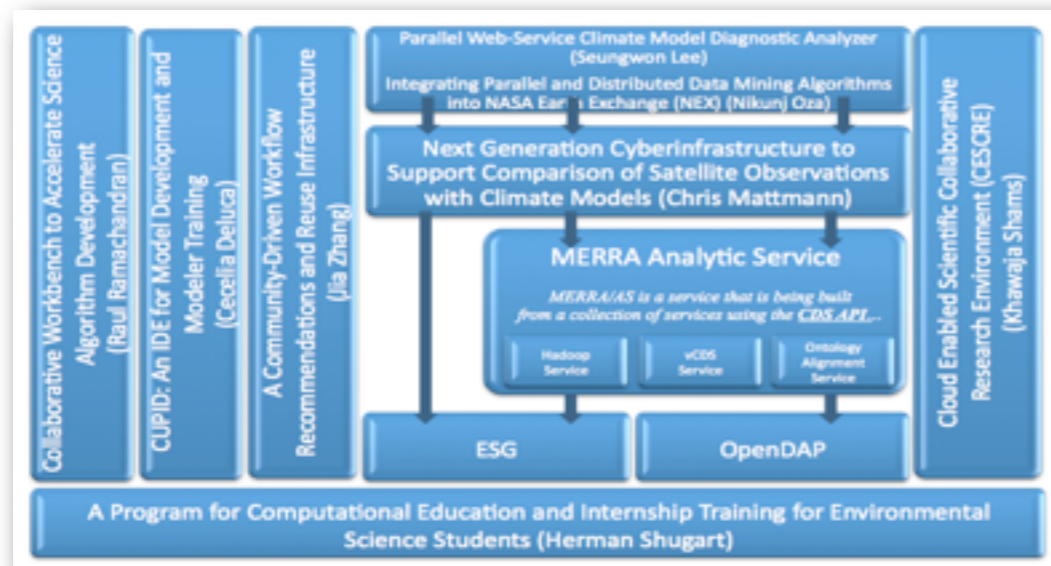 Collaborative Workbench to Accelerate Science
Algorithm Development
(Raul Ramachandran)
CUPID: An IDE for Model Development and
Modeler Training
(Cecelia Deluca)
A Community-Driven Workflow
Recommendations and Reuse Infrastructure
(Jia Zhang)
Parallel Web-Service Climate Model Diagnostic Analyzer
(Seungwon Lee)
Integrating Parallel and Distributed Data Mining Algorithms
into NASA Earth Exchange (NEX) (Nikunj Oza)
Next Generation Cyberinfrastructure to
Support Comparison of Satellite Observations
with Climate Models (Chris Mattmann)
MERRA Analytic Service
MERRA/AS is a service that is being built
from a collection of services using the CDS API...
Hadoop
Service
vCDS
Service
Ontology
Alignment
Service
ESG
OpenDAP
Cloud Enabled Scientific Collaborative
Research Environment (CESCRE)
(Khawaja Shams)
A Program for Computational Education and Internship Training for Environmental
Science Students (Herman Shugart)